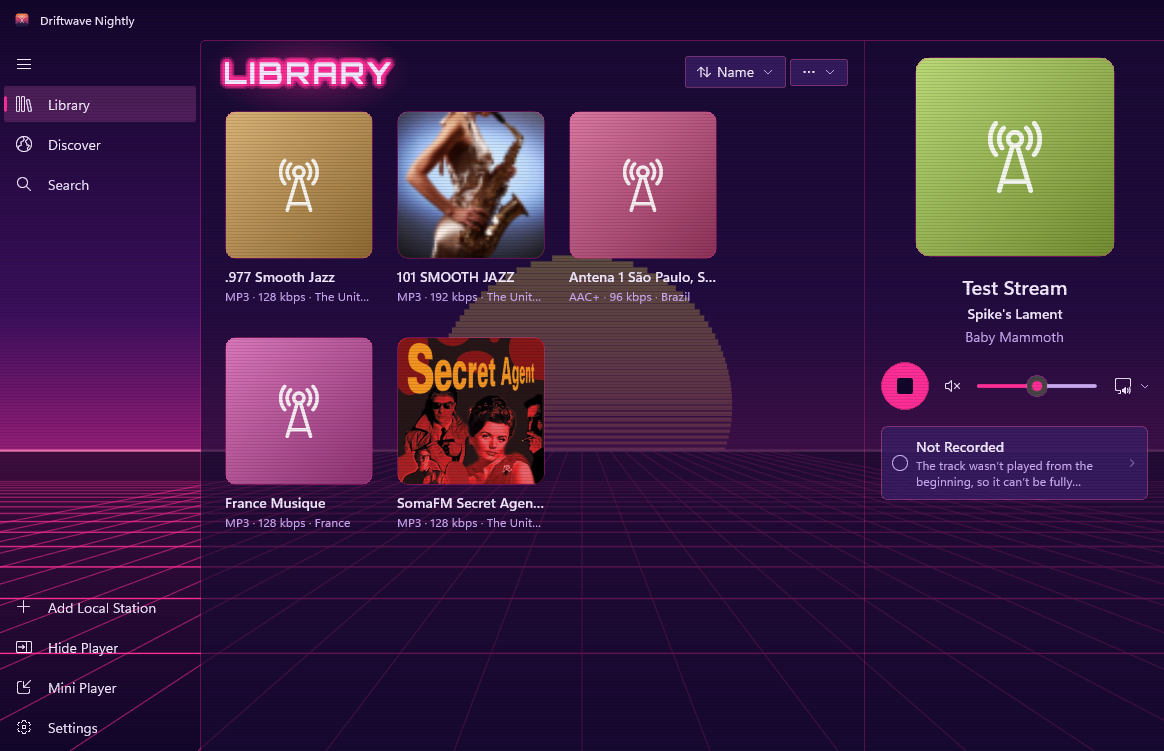 Driftwave Nightly
Library
Discover
Search
Add Local Station
Hide Player
Mini Player
Settings
LIBRARY
Name
.977 Smooth Jazz
MP3 · 128 kbps · The Unit...
101 SMOOTH JAZZ
MP3 · 192 kbps · The Unit...
Antena 1 São Paulo, S...
AAC+ · 96 kbps · Brazil
France Musique
MP3 · 128 kbps · France
Secret Agent
SomaFM Secret Agen...
MP3 · 128 kbps · The Unit...
Test Stream
Spike's Lament
Baby Mammoth
Not Recorded
The track wasn't played from the
beginning, so it can't be fully...